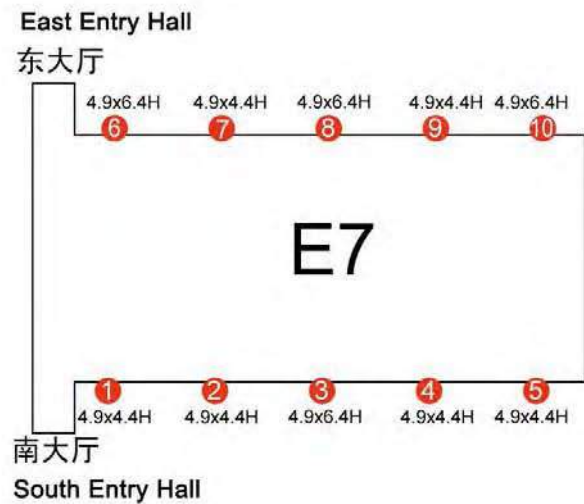 East Entry Hall
东大厅
4.9x6.4H 4.9x4.4H 4.9x6.4H 4.9x4.4H 4.9x6.4H
6 7 8 9 10
E7
1 2 3 4 5
4.9x4.4H 4.9x4.4H 4.9x6.4H 4.9x4.4H 4.9x4.4H
南大厅
South Entry Hall